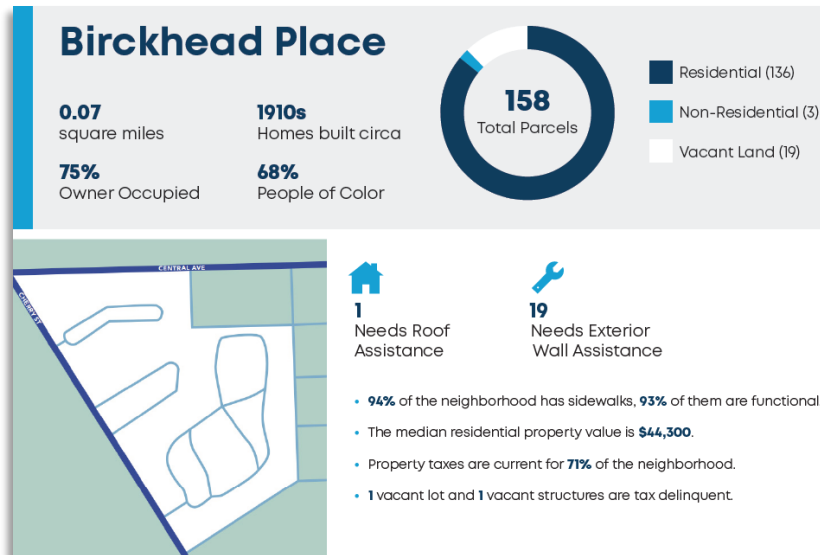 Birckhead Place
0.07
square miles
1910s
Homes built circa
75%
Owner Occupied
68%
People of Color
158
Total Parcels
Residential (136)
Non-Residential (3)
Vacant Land (19)
CENTRAL AVE
CHERRY ST
1
Needs Roof
Assistance
19
Needs Exterior
Wall Assistance
• 94% of the neighborhood has sidewalks, 93% of them are functional
• The median residential property value is $44,300.
• Property taxes are current for 71% of the neighborhood.
• 1 vacant lot and 1 vacant structures are tax delinquent.